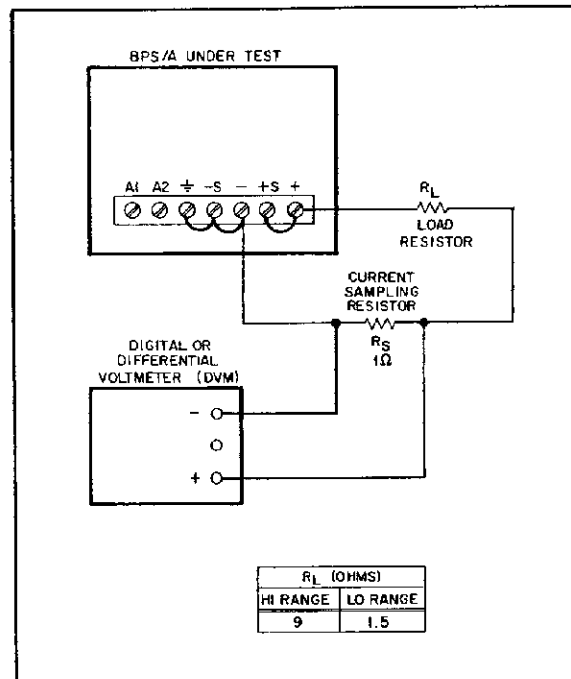 BPS/A UNDER TEST
A1 A2 ⏚ -S - +S +
RL
LOAD
RESISTOR
CURRENT
SAMPLING
RESISTOR
RS
1Ω
DIGITAL OR
DIFFERENTIAL
VOLTMETER (DVM)
-
+
RL (OHMS)
HI RANGE LO RANGE
9 1.5